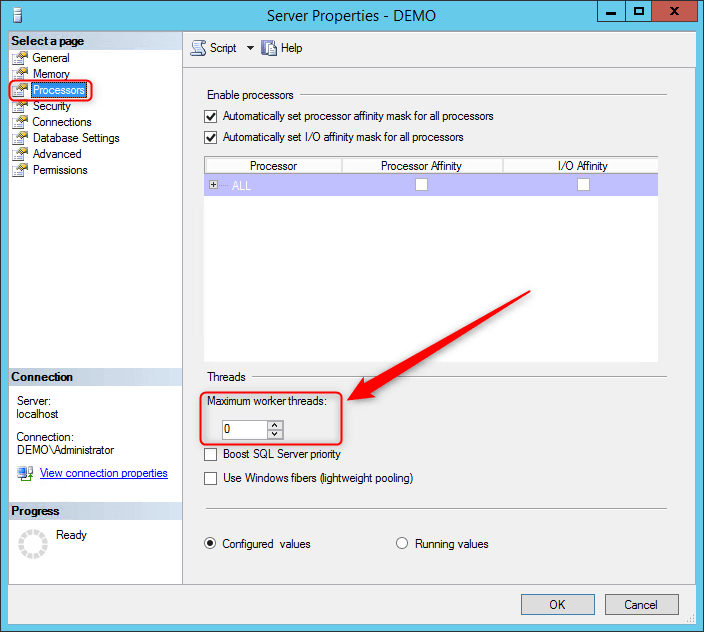 Server Properties - DEMO
Select a page
General
Memory
Processors
Security
Connections
Database Settings
Advanced
Permissions
Script
Help
Enable processors
Automatically set processor affinity mask for all processors
Automatically set I/O affinity mask for all processors
Processor Processor Affinity I/O Affinity
ALL
Threads
Maximum worker threads:
0
Boost SQL Server priority
Use Windows fibers (lightweight pooling)
Configured values
Running values
Connection
Server:
localhost
Connection:
DEMO\Administrator
View connection properties
Progress
Ready
OK
Cancel